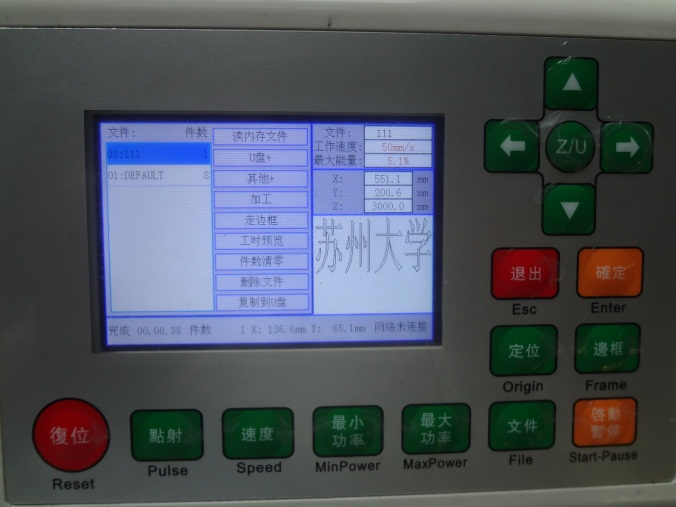 文件: 件数
02:111 1
01:DEFAULT 8
读内存文件
U盘+
其他+
加工
走边框
工时预览
件数清零
删除文件
复制到U盘
文件: 111
工作速度: 50mm/s
最大能量: 5.1%
X: 551.1 mm
Y: 200.6 mm
Z: 3000.0 mm
苏州大学
完成 00.00.38 件数 1 X: 136.6mm Y: 65.1mm 网络未连接
Z/U
退出
Esc
確定
Enter
定位
Origin
邊框
Frame
復位
Reset
點射
Pulse
速度
Speed
最小
功率
MinPower
最大
功率
MaxPower
文件
File
啓動
暫停
Start-Pause